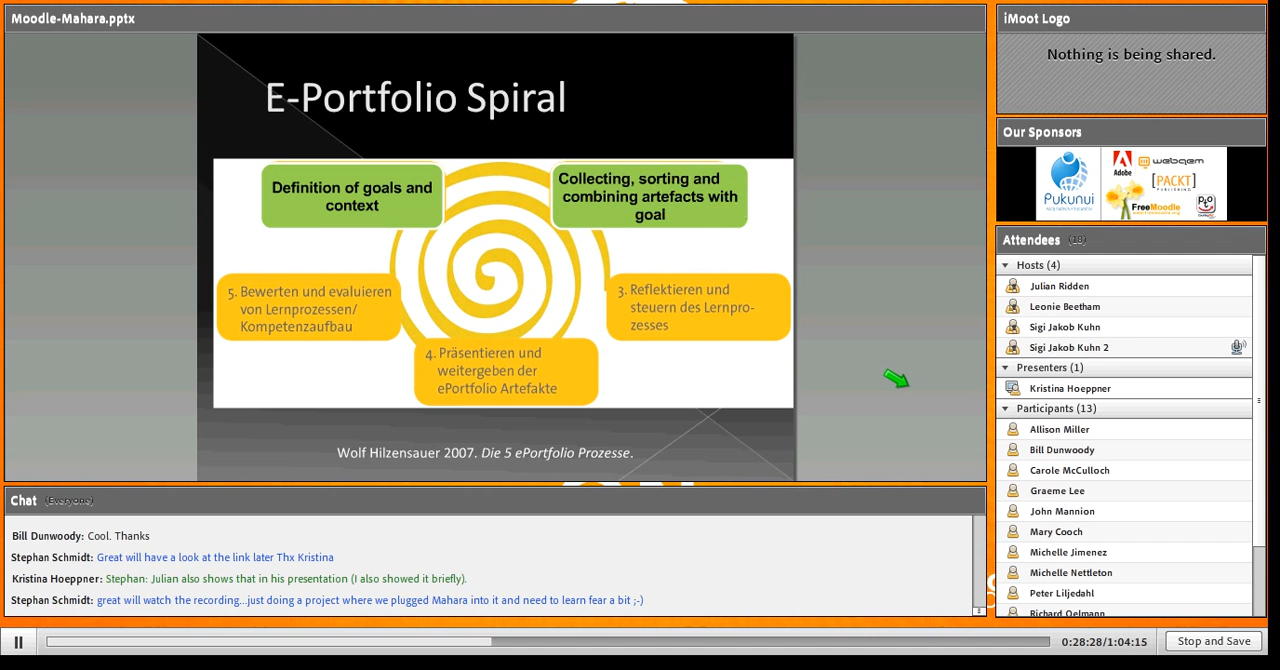 Moodle-Mahara.pptx
E-Portfolio Spiral
Definition of goals and
context
Collecting, sorting and
combining artefacts with
goal
5. Bewerten und evaluieren
von Lernprozessen/
Kompetenzaufbau
3. Reflektieren und
steuern des Lernpro-
zesses
4. Präsentieren und
weitergeben der
ePortfolio Artefakte
Wolf Hilzensauer 2007. Die 5 ePortfolio Prozesse.
Chat (Everyone)
Bill Dunwoody: Cool. Thanks
Stephan Schmidt: Great will have a look at the link later Thx Kristina
Kristina Hoeppner: Stephan: Julian also shows that in his presentation (I also showed it briefly).
Stephan Schmidt: great will watch the recording...just doing a project where we plugged Mahara into it and need to learn fear a bit ;-)
iMoot Logo
Nothing is being shared.
Our Sponsors
Pukunui
Adobe
webqem
[PACKT]
PUBLISHING
FreeMoodle
Attendees (18)
Hosts (4)
Julian Ridden
Leonie Beetham
Sigi Jakob Kuhn
Sigi Jakob Kuhn 2
Presenters (1)
Kristina Hoeppner
Participants (13)
Allison Miller
Bill Dunwoody
Carole McCulloch
Graeme Lee
John Mannion
Mary Cooch
Michelle Jimenez
Michelle Nettleton
Peter Liljedahl
Richard Oelmann
0:28:28/1:04:15
Stop and Save